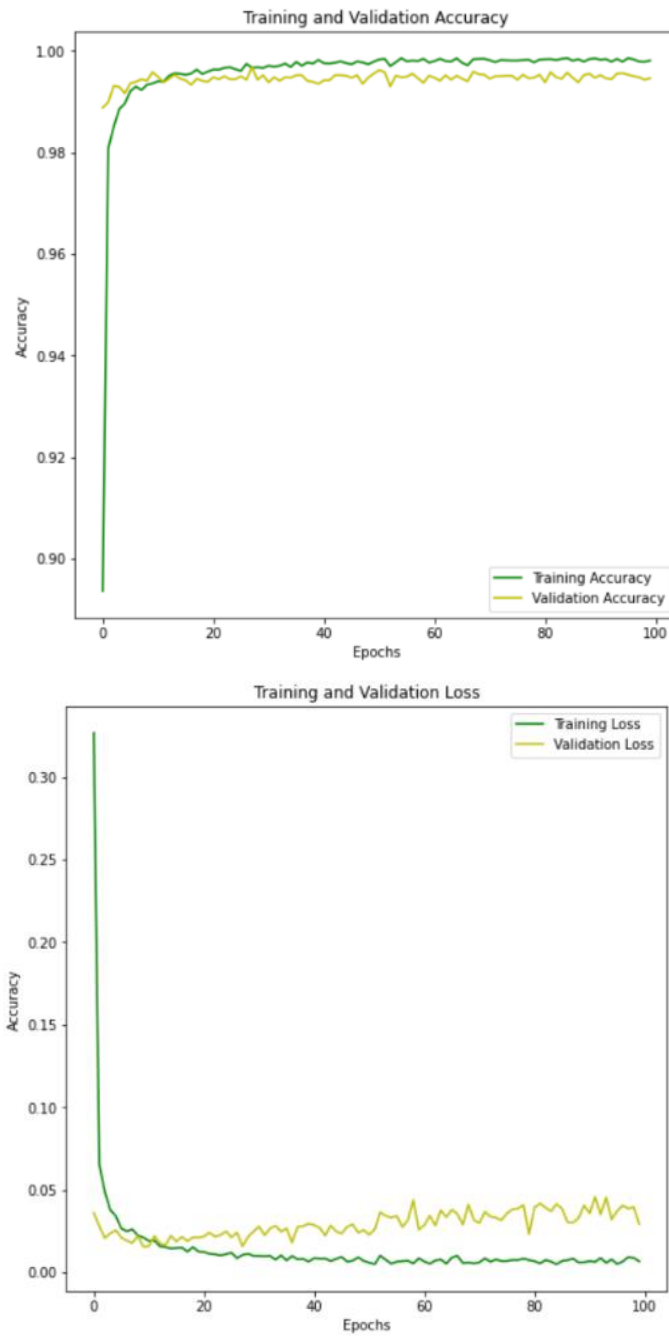 Training and Validation Accuracy
1.00
0.98
0.96
0.94
0.92
0.90
Accuracy
Training Accuracy
Validation Accuracy
0 20 40 60 80 100
Epochs
Training and Validation Loss
Training Loss
Validation Loss
0.30
0.25
0.20
0.15
0.10
0.05
0.00
Accuracy
0 20 40 60 80 100
Epochs